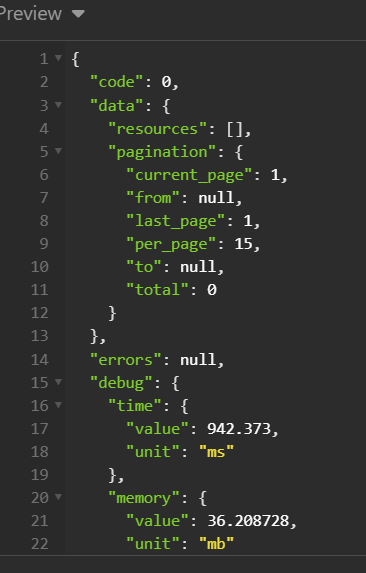 Preview
1 {
2 "code": 0,
3 "data": {
4 "resources": [],
5 "pagination": {
6 "current_page": 1,
7 "from": null,
8 "last_page": 1,
9 "per_page": 15,
10 "to": null,
11 "total": 0
12 }
13 },
14 "errors": null,
15 "debug": {
16 "time": {
17 "value": 942.373,
18 "unit": "ms"
19 },
20 "memory": {
21 "value": 36.208728,
22 "unit": "mb"